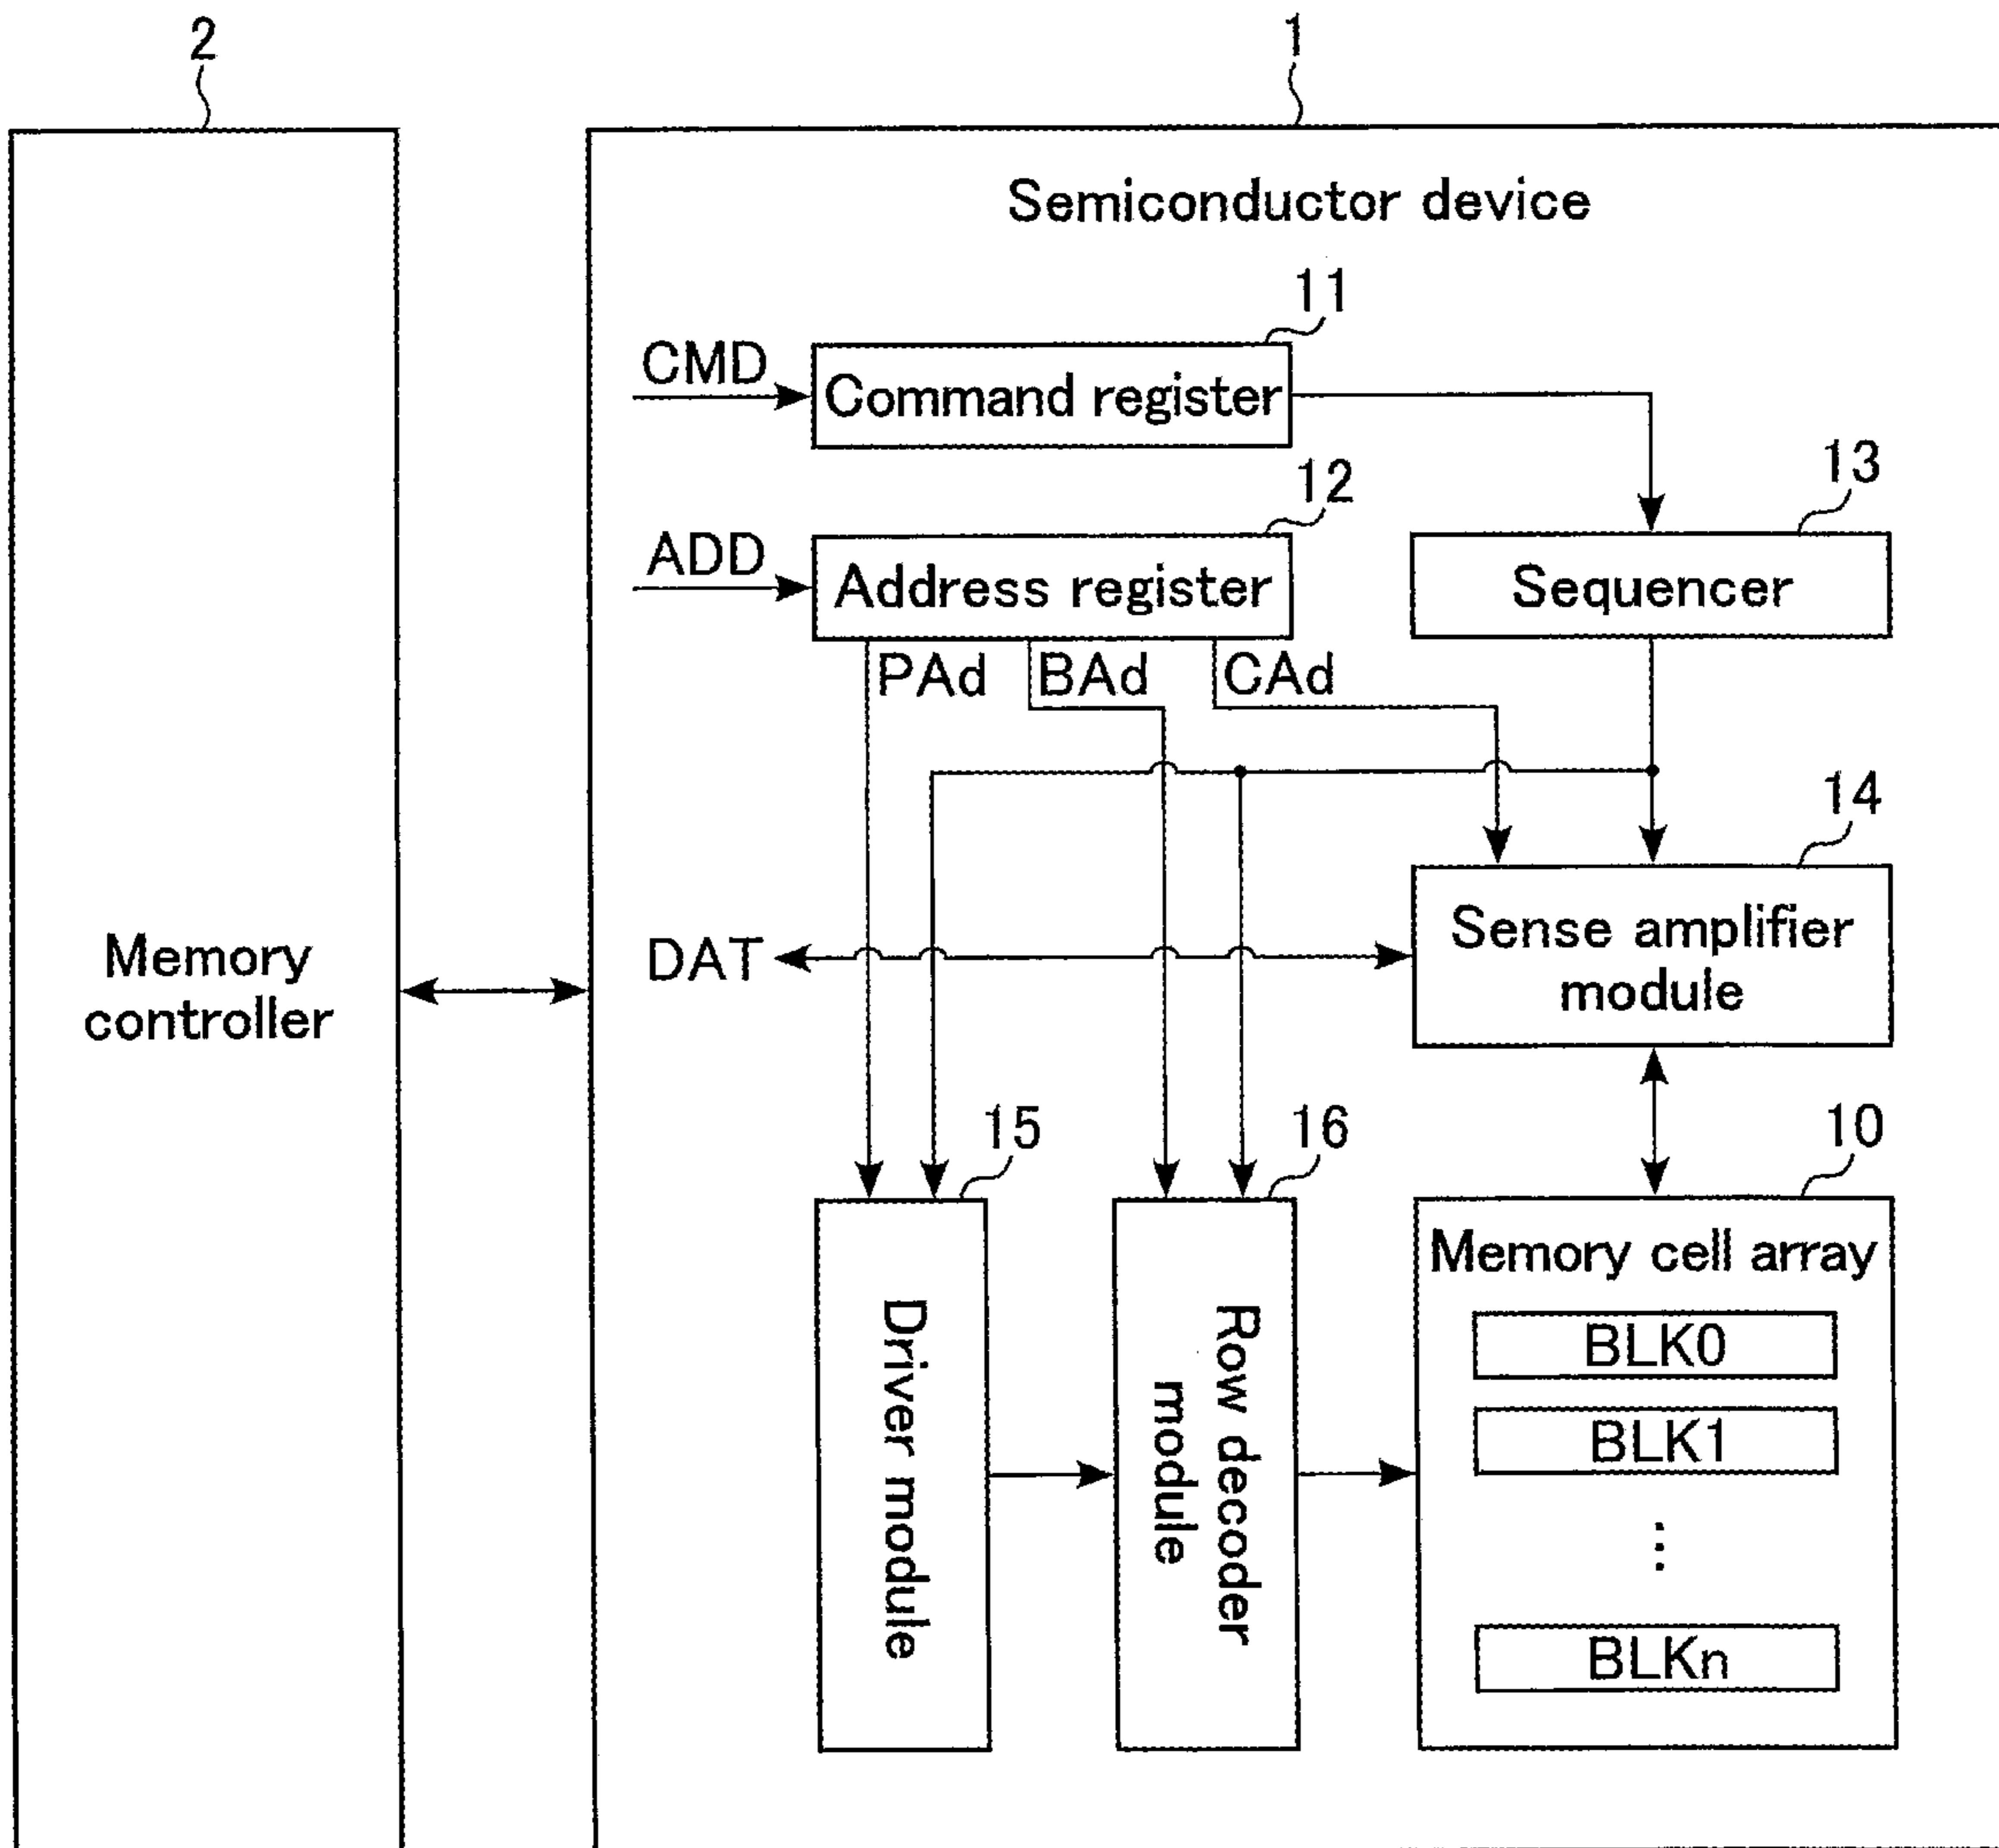 2
1
Semiconductor device
11
CMD
Command register
12
13
ADD
Address register
Sequencer
PAd
BAd
CAd
14
DAT
Sense amplifier
module
Memory
controller
15
16
10
Driver module
Row decoder
module
Memory cell array
BLK0
BLK1
⋮
BLKn